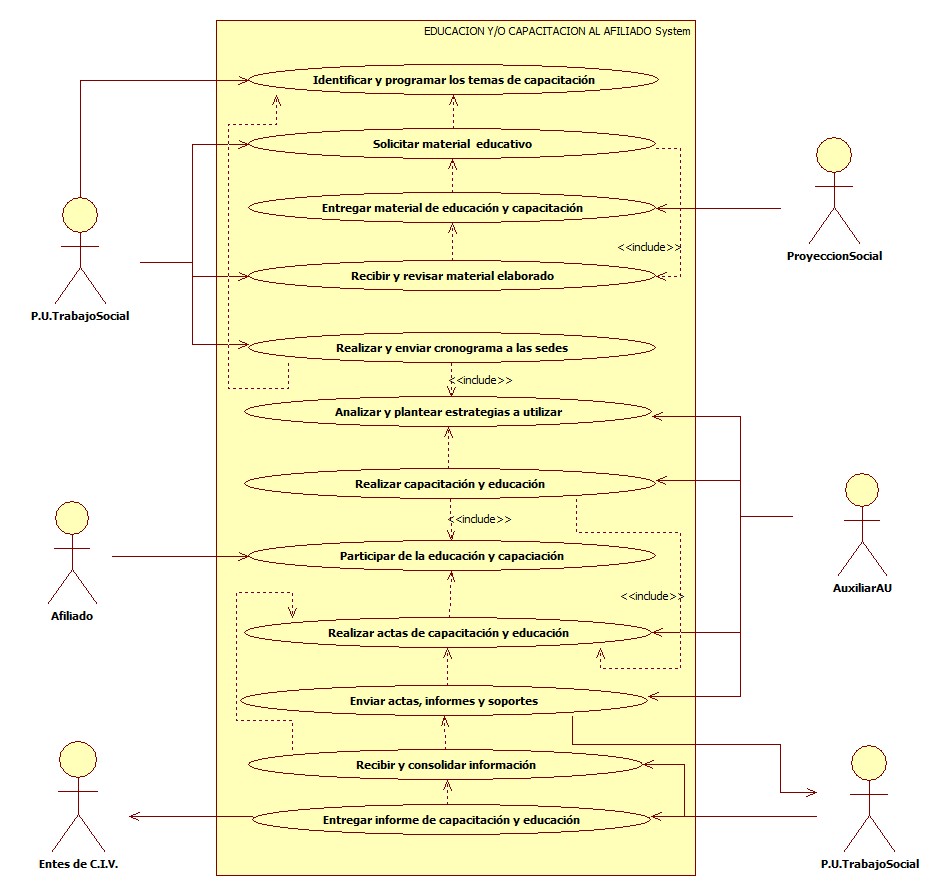 EDUCACION Y/O CAPACITACION AL AFILIADO System
Identificar y programar los temas de capacitación
Solicitar material educativo
Entregar material de educación y capacitación
<<include>>
ProyeccionSocial
Recibir y revisar material elaborado
P.U.TrabajoSocial
Realizar y enviar cronograma a las sedes
<<include>>
Analizar y plantear estrategias a utilizar
Realizar capacitación y educación
<<include>>
Participar de la educación y capaciación
AuxiliarAU
<<include>>
Afiliado
Realizar actas de capacitación y educación
Enviar actas, informes y soportes
Recibir y consolidar información
Entregar informe de capacitación y educación
Entes de C.I.V.
P.U.TrabajoSocial